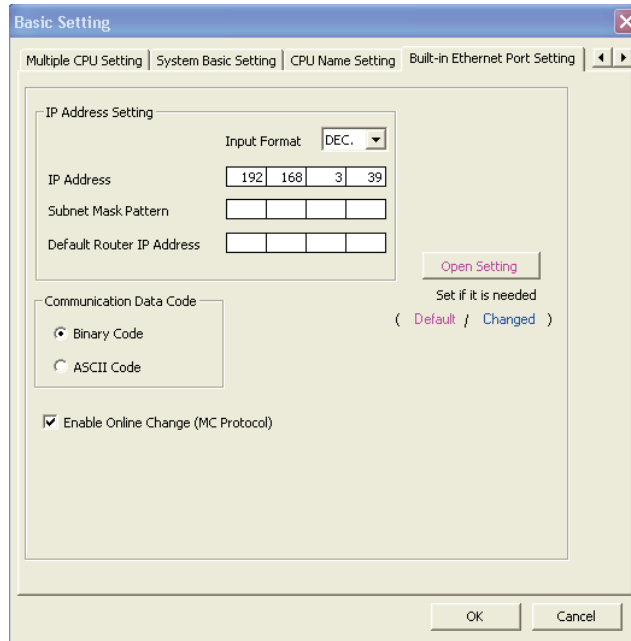 Basic Setting
Multiple CPU Setting System Basic Setting CPU Name Setting Built-in Ethernet Port Setting
IP Address Setting
Input Format DEC.
IP Address 192 168 3 39
Subnet Mask Pattern
Default Router IP Address
Open Setting
Set if it is needed
( Default / Changed )
Communication Data Code
Binary Code
ASCII Code
Enable Online Change (MC Protocol)
OK Cancel